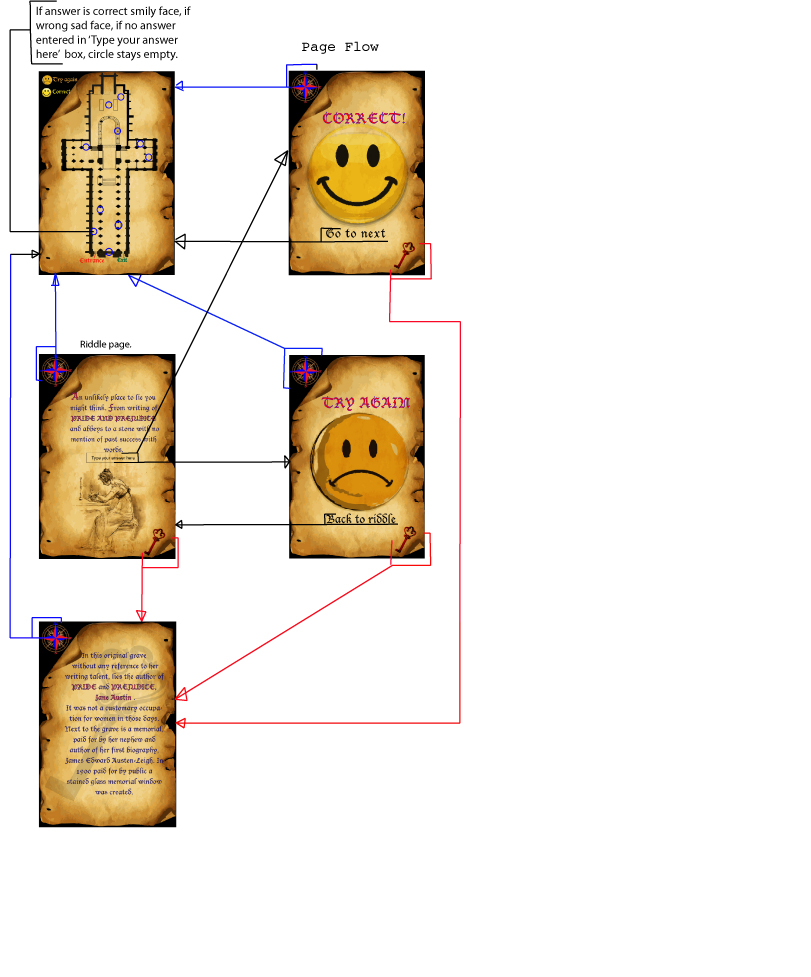 If answer is correct smily face, if
wrong sad face, if no answer
entered in ‘Type your answer
here’ box, circle stays empty.
Page Flow
Try again
Correct
Entrance
Exit
CORRECT!
Go to next
Riddle page.
An unlikely place to lie you
might think. From writing of
PRIDE AND PREJUDICE
and abbeys to a stone with no
mention of past success with
words.
Type your answer here
TRY AGAIN
Back to riddle
In this original grave
without any reference to her
writing talent, lies the author of
PRIDE and PREJUDICE,
Jane Austin .
It was not a customary occupa-
tion for women in those days.
Next to the grave is a memorial,
paid for by her nephew and
author of her first biography,
James Edward Austen-Leigh. In
1900 paid for by public a
stained glass memorial window
was created.